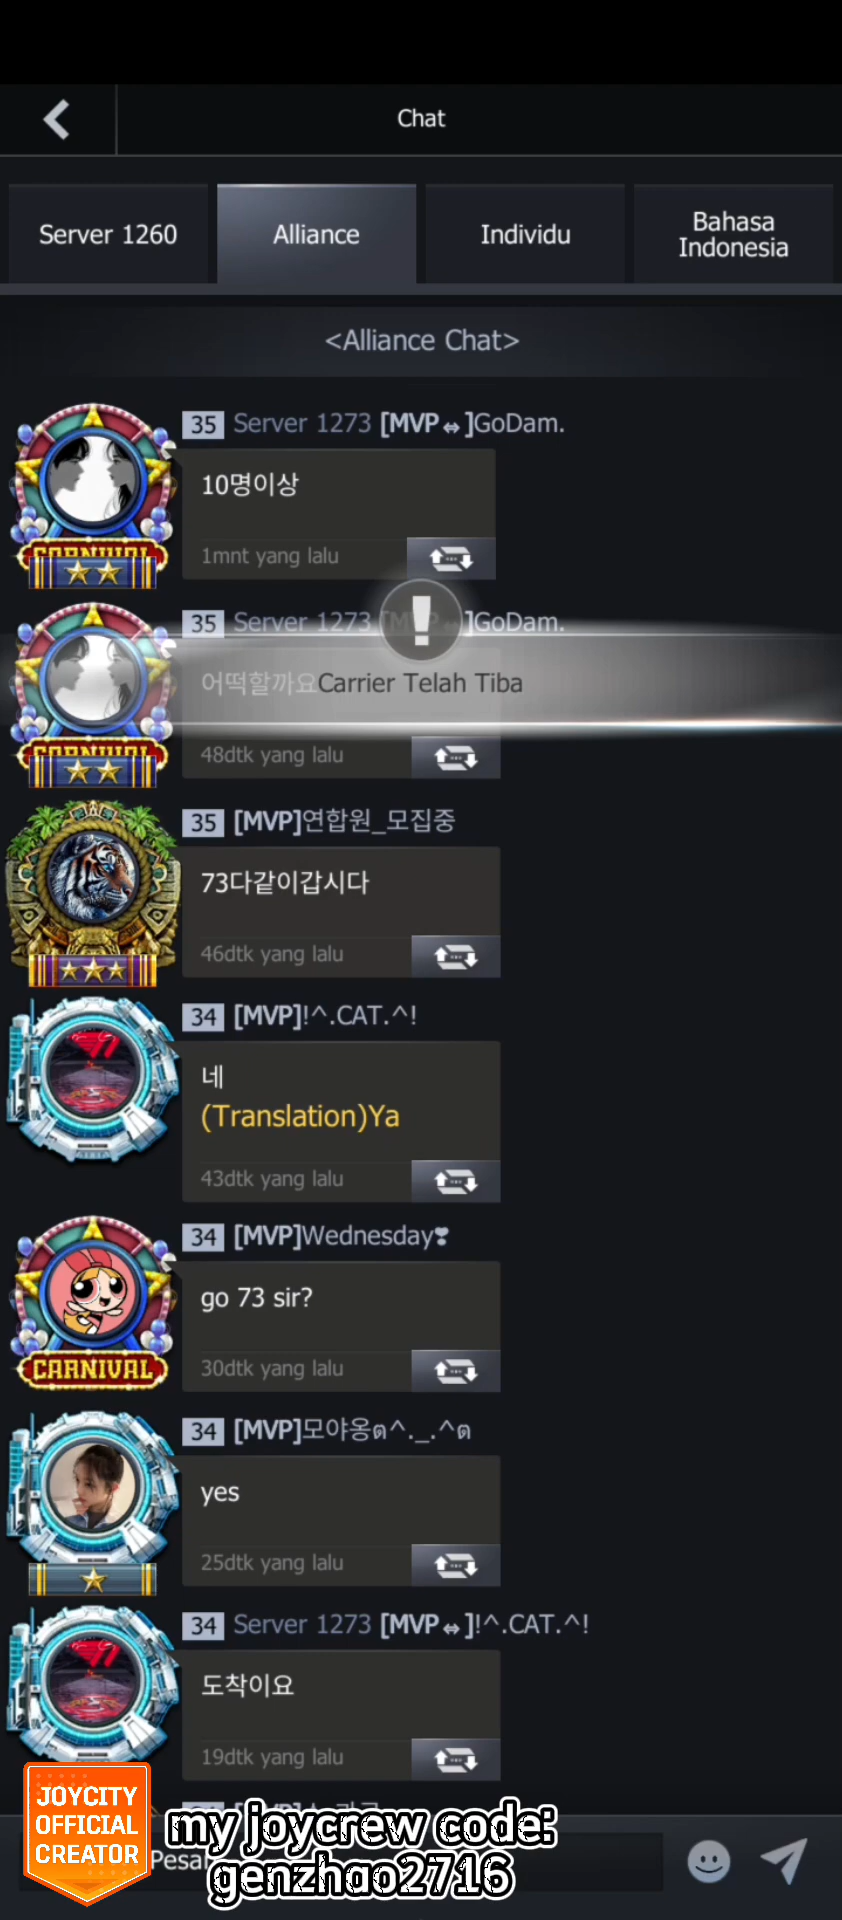 Chat
Server 1260
Alliance
Individu
Bahasa
Indonesia
<Alliance Chat>
35 Server 1273 [MVP⇔]GoDam.
10명이상
1mnt yang lalu
CARNIVAL
35 Server 1273 [MVP⇔]GoDam.
어떡할까요
Carrier Telah Tiba
48dtk yang lalu
CARNIVAL
35 [MVP]연합원_모집중
73다같이갑시다
46dtk yang lalu
34 [MVP]!^.CAT.^!
네
(Translation)Ya
43dtk yang lalu
34 [MVP]Wednesday❣
go 73 sir?
30dtk yang lalu
CARNIVAL
34 [MVP]모야옹ฅ^._.^ฅ
yes
25dtk yang lalu
34 Server 1273 [MVP⇔]!^.CAT.^!
도착이요
19dtk yang lalu
JOYCITY
OFFICIAL
CREATOR
my joycrew code:
genzhao2716